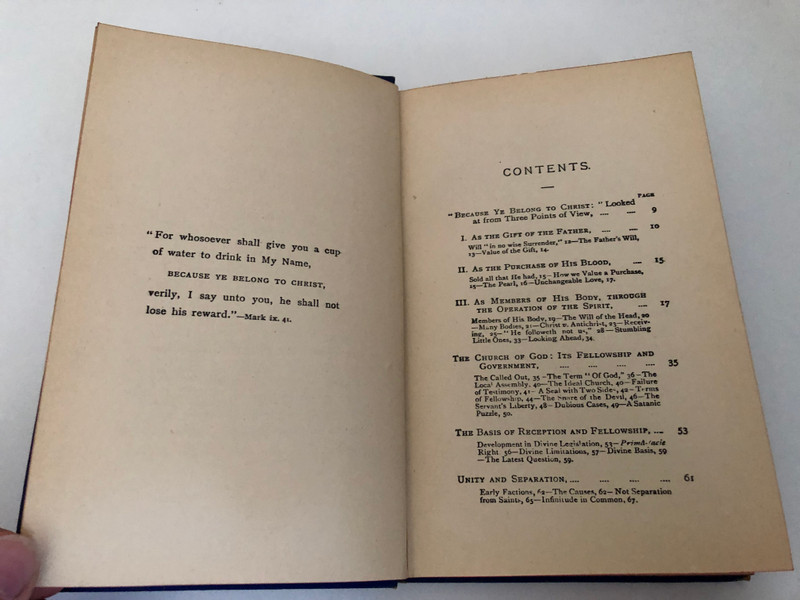 "For whosoever shall give you a cup
of water to drink in My Name,
BECAUSE YE BELONG TO CHRIST,
verily, I say unto you, he shall not
lose his reward."—Mark ix. 41.
CONTENTS.
PAGE
"BECAUSE YE BELONG TO CHRIST:" Looked
at from Three Points of View, .... — 9
I. AS THE GIFT OF THE FATHER, .... — 10
Will "in no wise Surrender," 12—The Father's Will,
13—Value of the Gift, 14.
II. AS THE PURCHASE OF HIS BLOOD, .... 15
Sold all that He had, 15—How we Value a Purchase,
15—The Pearl, 16—Unchangeable Love, 17.
III. AS MEMBERS OF HIS BODY, THROUGH
THE OPERATION OF THE SPIRIT, .... 17
Members of His Body, 19—The Will of the Head, 20
—Many Bodies, 21—Christ v. Antichrist, 23—Receiv-
ing, 25—"He followeth not us," 28—Stumbling
Little Ones, 33—Looking Ahead, 34.
THE CHURCH OF GOD: ITS FELLOWSHIP AND
GOVERNMENT, .... .... .... .... 35
The Called Out, 35—The Term "Of God," 36—The
Local Assembly, 40—The Ideal Church, 40—Failure
of Testimony, 41—A Seal with Two Sides, 42—Terms
of Fellowship, 44—The Snare of the Devil, 46—The
Servant's Liberty, 48—Dubious Cases, 49—A Satanic
Puzzle, 50.
THE BASIS OF RECEPTION AND FELLOWSHIP, .... 53
Development in Divine Legislation, 53—Primâ-facie
Right 56—Divine Limitations, 57—Divine Basis, 59
—The Latest Question, 59.
UNITY AND SEPARATION, .... .... .... .... 61
Early Factions, 62—The Causes, 62—Not Separation
from Saints, 65—Infinitude in Common, 67.